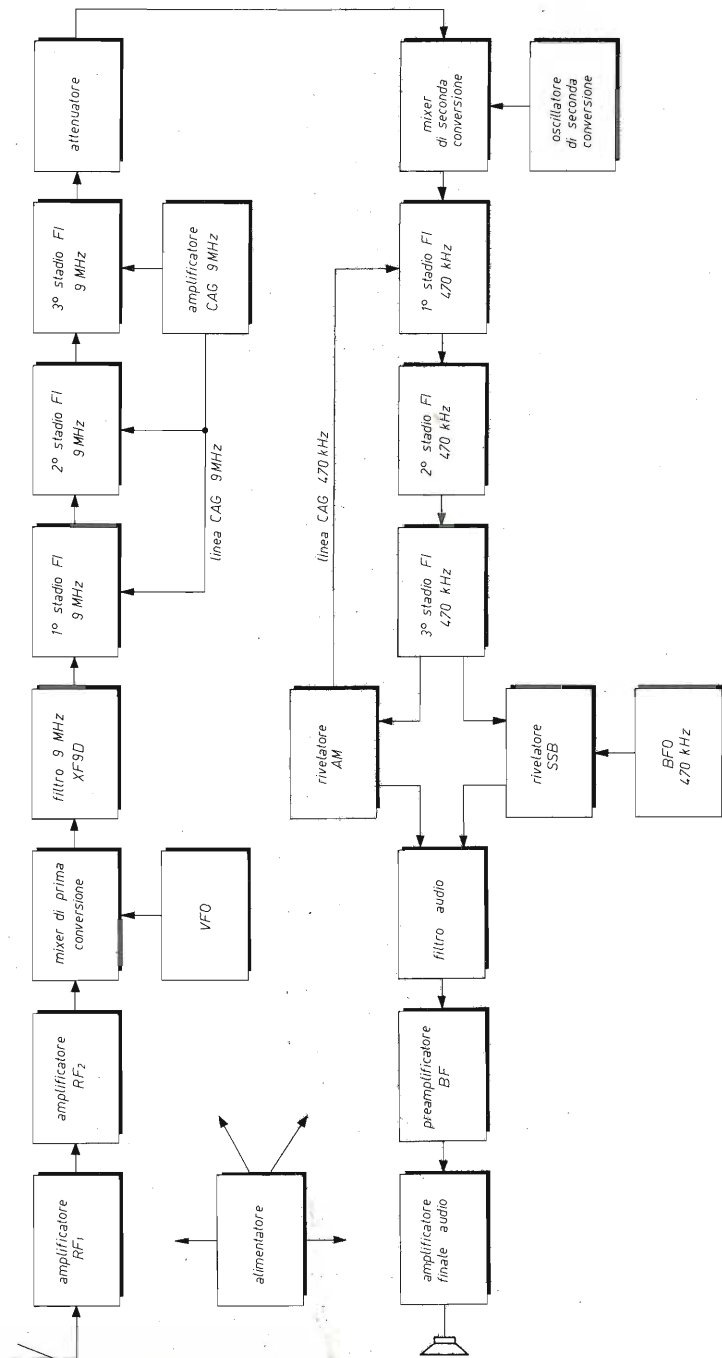 amplificatore
RF1
amplificatore
RF2
mixer di prima
conversione
filtro 9 MHz
XF9D
1° stadio FI
9 MHz
2° stadio FI
9 MHz
3° stadio FI
9 MHz
attenuatore
VFO
linea CAG 9MHz
amplificatore
CAG 9MHz
alimentatore
linea CAG 470 kHz
rivelatore
AM
mixer
di seconda
conversione
oscillatore
di seconda
conversione
1° stadio FI
470 kHz
2° stadio FI
470 kHz
3° stadio FI
470 kHz
rivelatore
SSB
BFO
470 kHz
filtro audio
preamplificatore
BF
amplificatore
finale audio